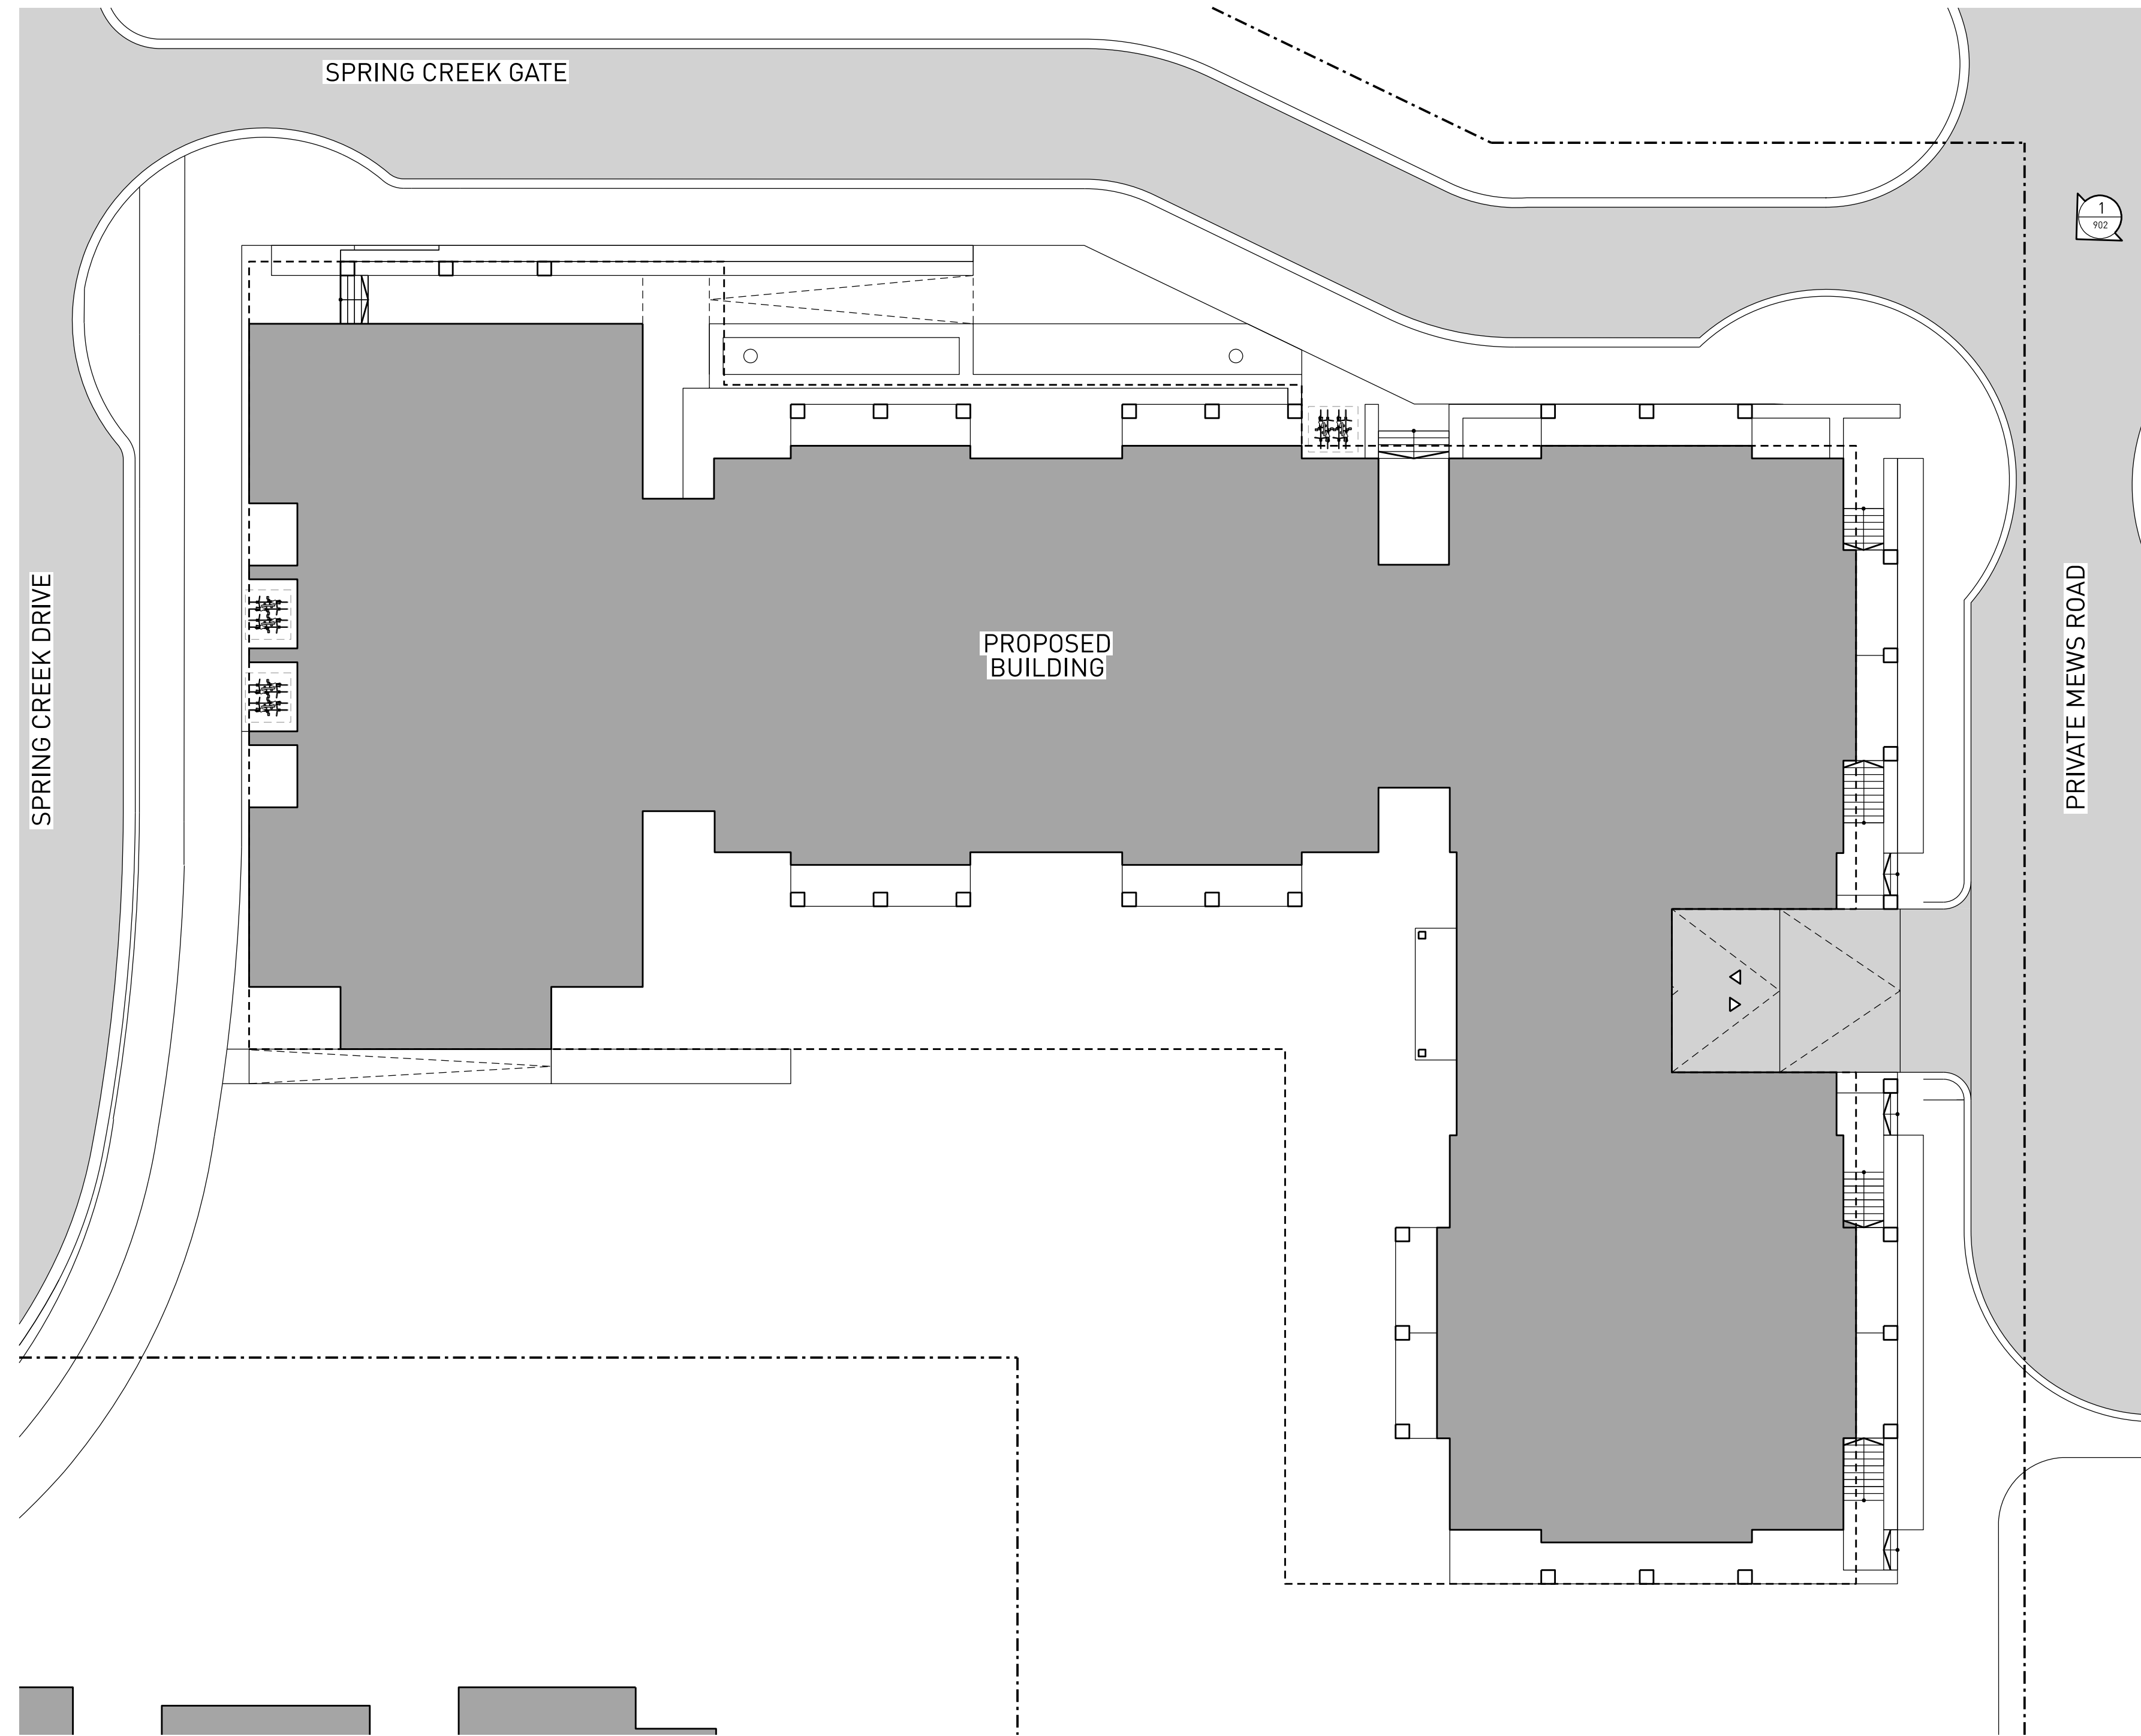 SPRING CREEK GATE
1
902
SPRING CREEK DRIVE
PROPOSED
BUILDING
PRIVATE MEWS ROAD